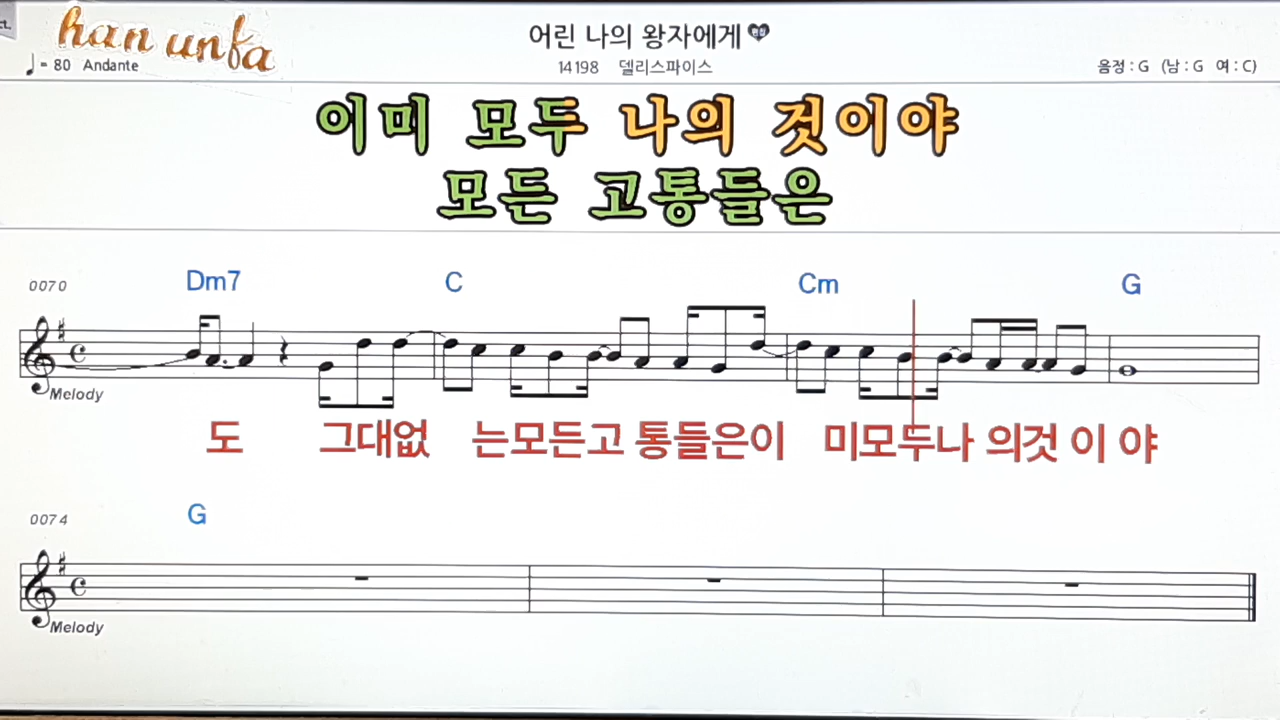 ct.
han unfa
어린 나의 왕자에게
♩= 80 Andante
14198 델리스파이스
음정 : G (남 : G 여 : C)
이미 모두 나의 것이야
모든 고통들은
0070 Dm7 C Cm G
Melody
도 그대없 는모든고 통들은이 미모두나 의것 이 야
0074 G
Melody